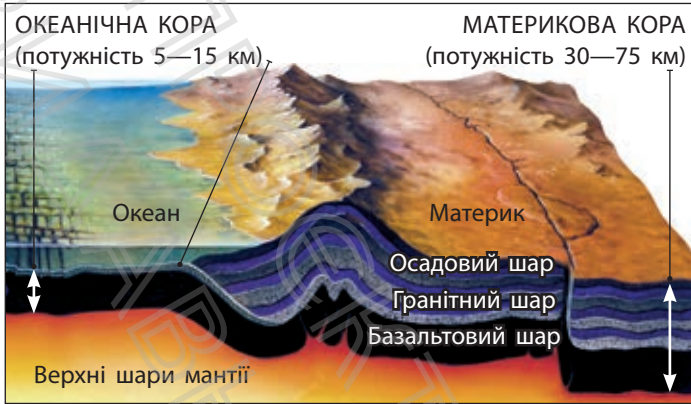 ОКЕАНІЧНА КОРА
(потужність 5—15 км)
МАТЕРИКОВА КОРА
(потужність 30—75 км)
Океан
Материк
Осадовий шар
Гранітний шар
Базальтовий шар
Верхні шари мантії